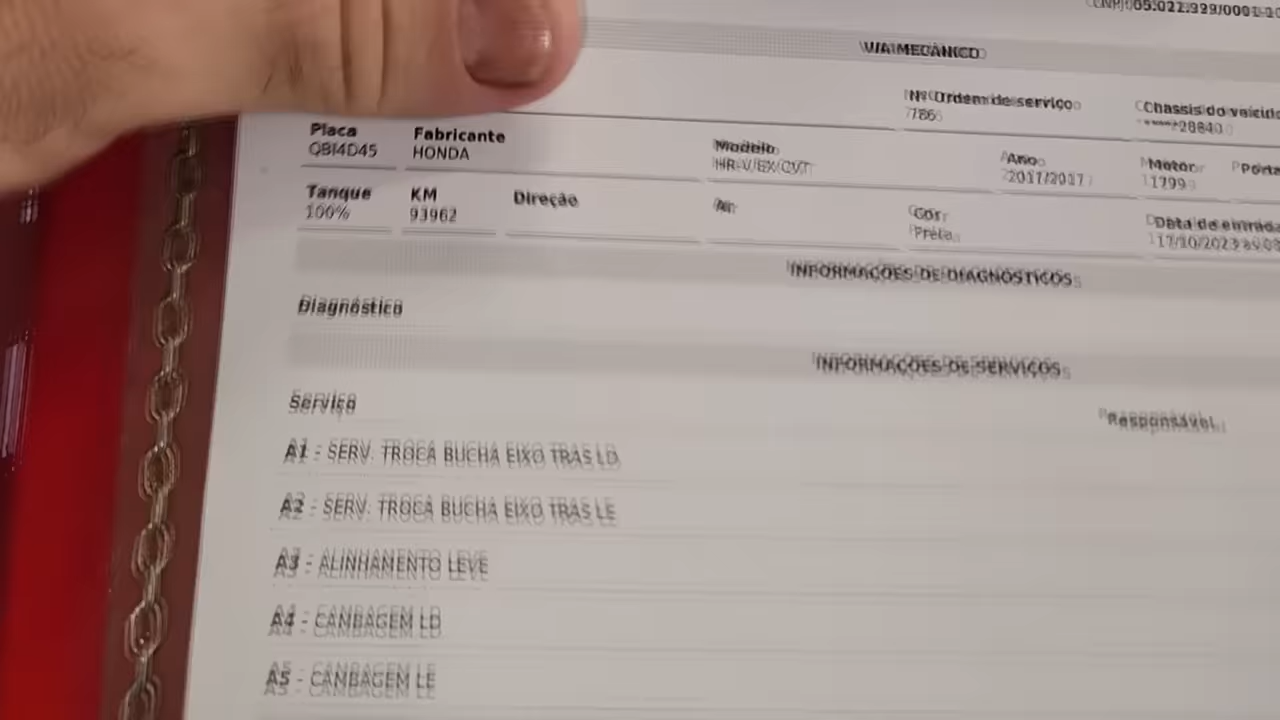 VIA MECÂNICO
Nº Ordem de serviço
Chassis do veículo
786
Placa
Fabricante
Modelo
Ano
Motor
QBI4D45
HONDA
HR-V/EX CVT
2017/2017
1799
Tanque
KM
Direção
Ar
Cor
Data de entrada
100%
93962
Preta
INFORMAÇÕES DE DIAGNÓSTICOS
Diagnóstico
INFORMAÇÕES DE SERVIÇOS
Serviço
Responsável
A1 - SERV. TROCA BUCHA EIXO TRAS LD
A2 - SERV. TROCA BUCHA EIXO TRAS LE
A3 - ALINHAMENTO LEVE
A4 - CAMBAGEM LD
A5 - CAMBAGEM LE